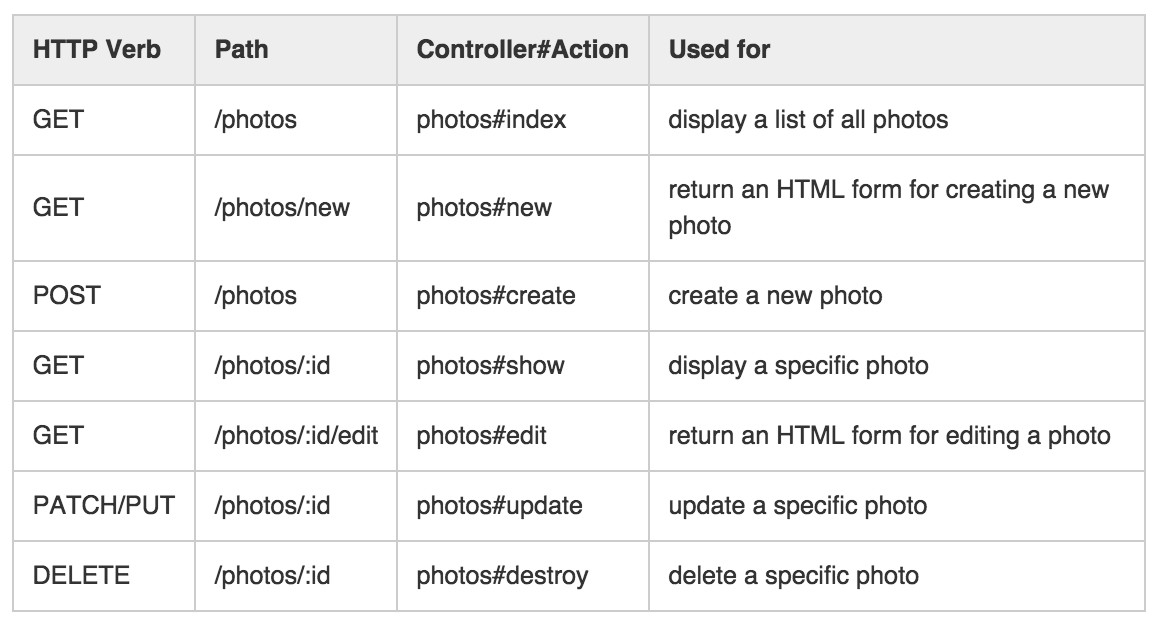 HTTP Verb Path Controller#Action Used for
GET /photos photos#index display a list of all photos
GET /photos/new photos#new return an HTML form for creating a new
photo
POST /photos photos#create create a new photo
GET /photos/:id photos#show display a specific photo
GET /photos/:id/edit photos#edit return an HTML form for editing a photo
PATCH/PUT /photos/:id photos#update update a specific photo
DELETE /photos/:id photos#destroy delete a specific photo